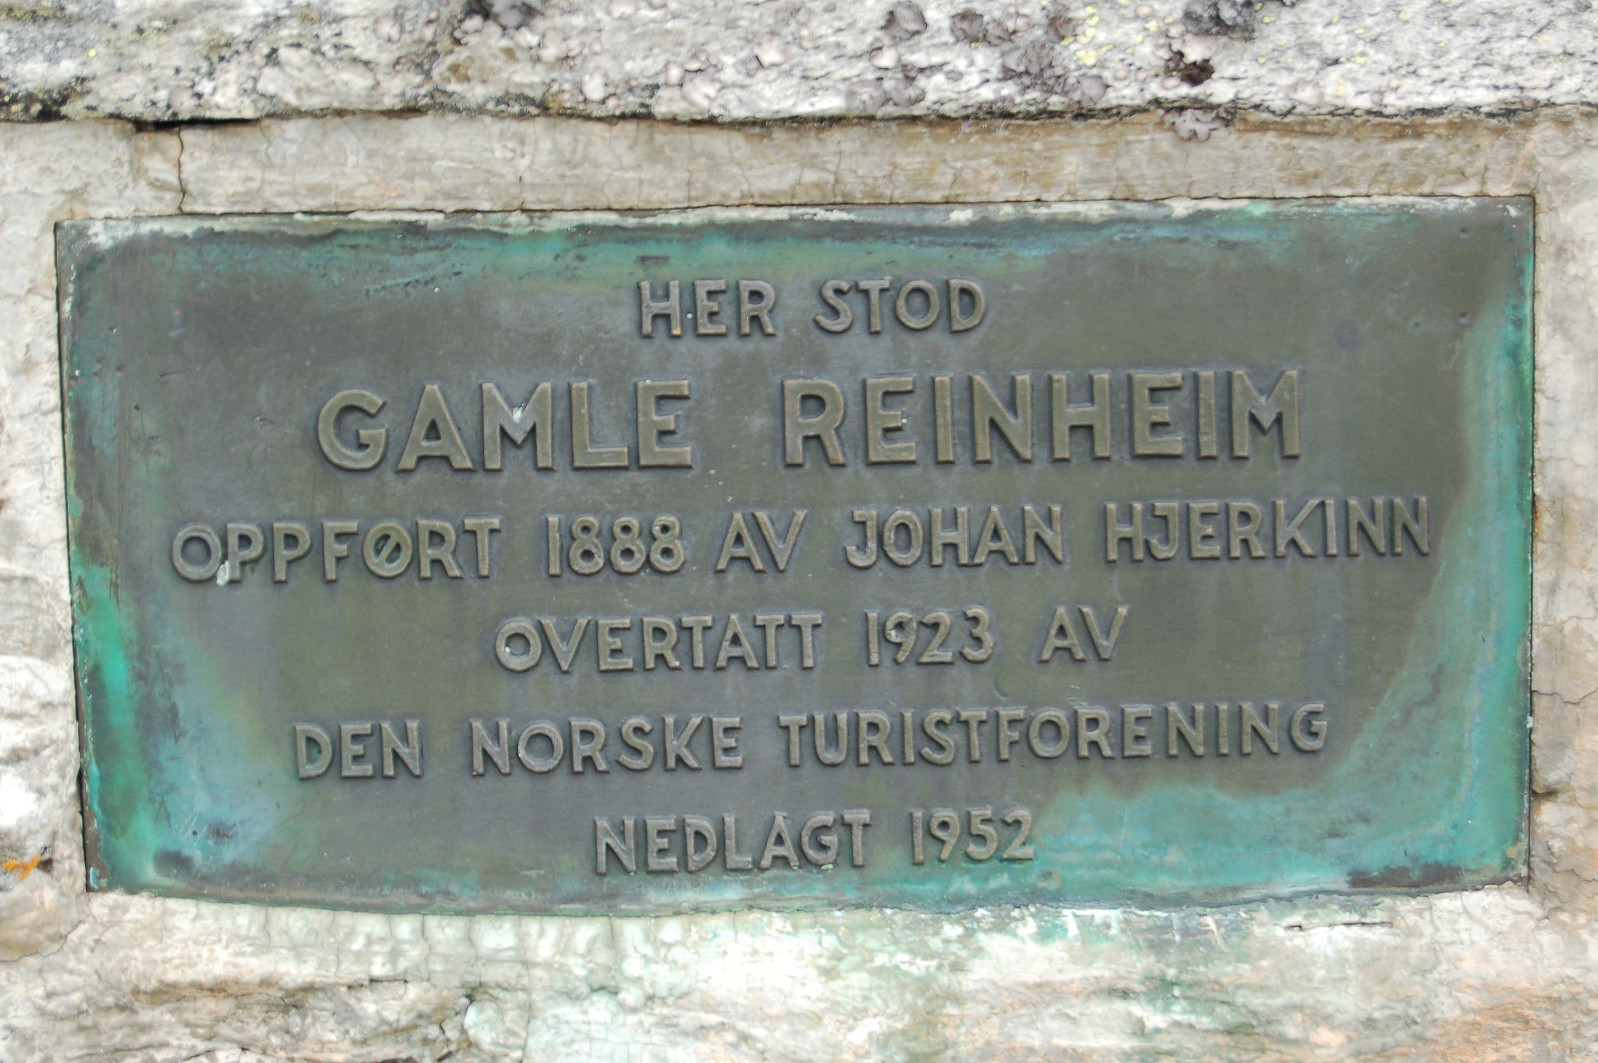 HER STOD
GAMLE REINHEIM
OPPFØRT 1888 AV JOHAN HJERKINN
OVERTATT 1923 AV
DEN NORSKE TURISTFORENING
NEDLAGT 1952